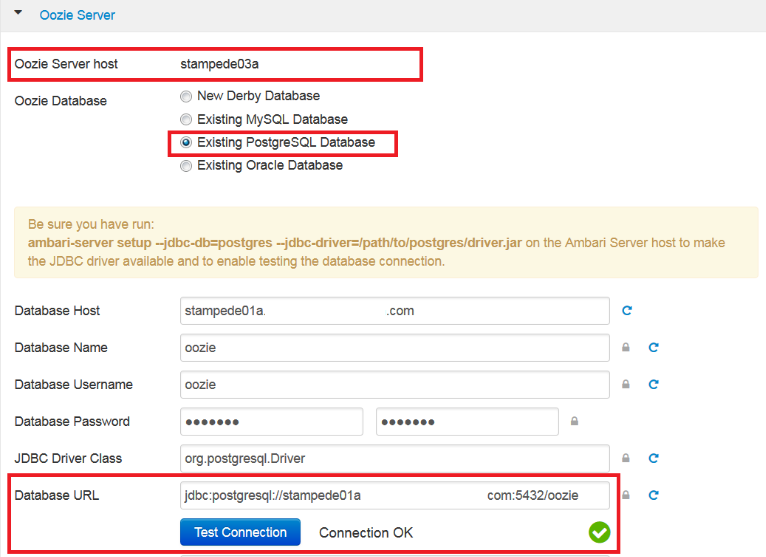 Oozie Server
Oozie Server host stampede03a
Oozie Database
New Derby Database
Existing MySQL Database
Existing PostgreSQL Database
Existing Oracle Database
Be sure you have run:
ambari-server setup --jdbc-db=postgres --jdbc-driver=/path/to/postgres/driver.jar on the Ambari Server host to make
the JDBC driver available and to enable testing the database connection.
Database Host stampede01a. .com
Database Name oozie
Database Username oozie
Database Password ●●●●●●● ●●●●●●●
JDBC Driver Class org.postgresql.Driver
Database URL jdbc:postgresql://stampede01a com:5432/oozie
Test Connection Connection OK